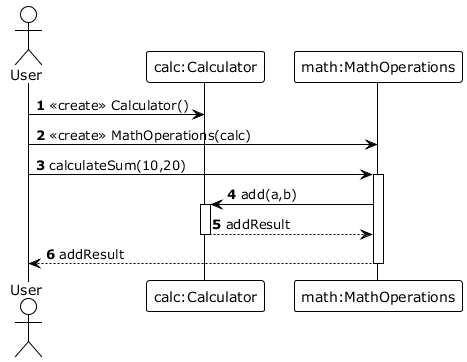 User
calc:Calculator
math:MathOperations
1 «create» Calculator()
2 «create» MathOperations(calc)
3 calculateSum(10,20)
4 add(a,b)
5 addResult
6 addResult
User
calc:Calculator
math:MathOperations